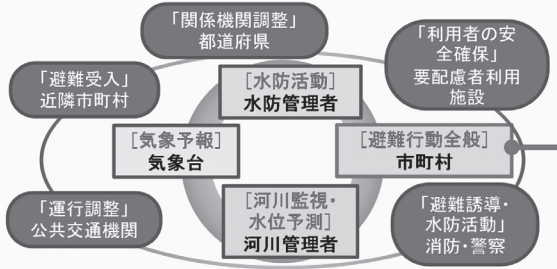 「関係機関調整」
都道府県
「避難受入」
近隣市町村
[水防活動]
水防管理者
「利用者の安
全確保」
要配慮者利用
施設
[気象予報]
気象台
[避難行動全般]
市町村
「運行調整」
公共交通機関
[河川監視・
水位予測]
河川管理者
「避難誘導・
水防活動」
消防・警察